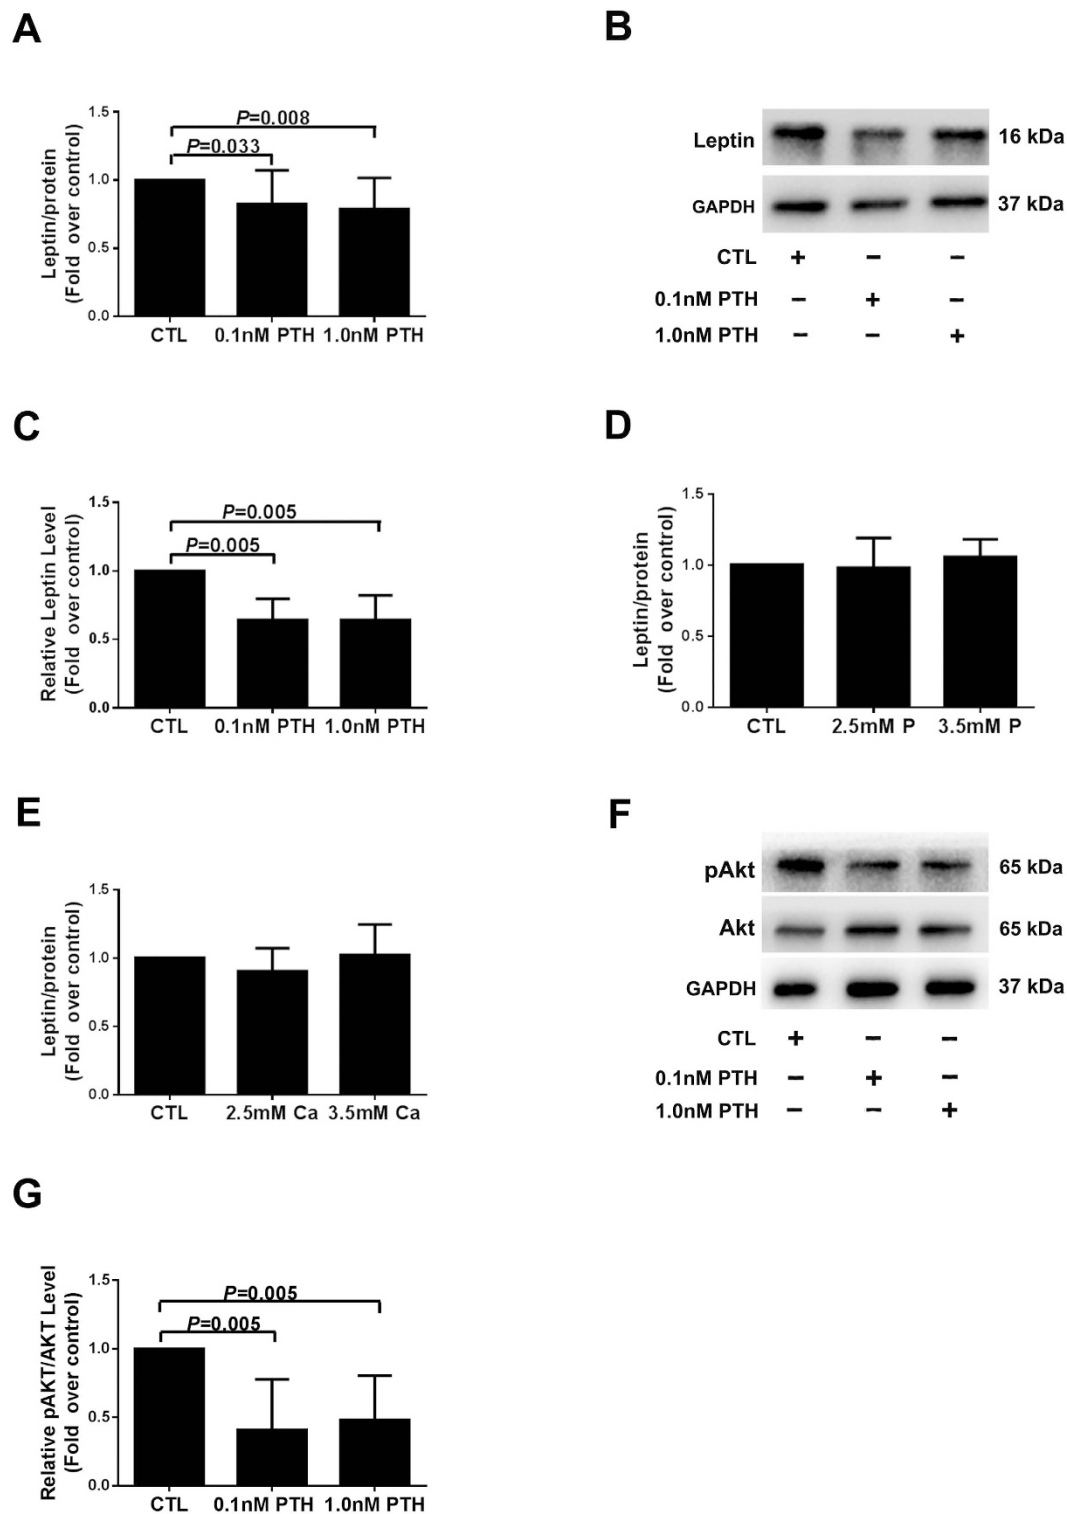 A
Leptin/protein
(Fold over control)
1.5
1.0
0.5
0.0
P=0.008
P=0.033
CTL 0.1nM PTH 1.0nM PTH
B
Leptin 16 kDa
GAPDH 37 kDa
CTL + – –
0.1nM PTH – + –
1.0nM PTH – – +
C
Relative Leptin Level
(Fold over control)
1.5
1.0
0.5
0.0
P=0.005
P=0.005
CTL 0.1nM PTH 1.0nM PTH
D
Leptin/protein
(Fold over control)
1.5
1.0
0.5
0.0
CTL 2.5mM P 3.5mM P
E
Leptin/protein
(Fold over control)
1.5
1.0
0.5
0.0
CTL 2.5mM Ca 3.5mM Ca
F
pAkt 65 kDa
Akt 65 kDa
GAPDH 37 kDa
CTL + – –
0.1nM PTH – + –
1.0nM PTH – – +
G
Relative pAKT/AKT Level
(Fold over control)
1.5
1.0
0.5
0.0
P=0.005
P=0.005
CTL 0.1nM PTH 1.0nM PTH